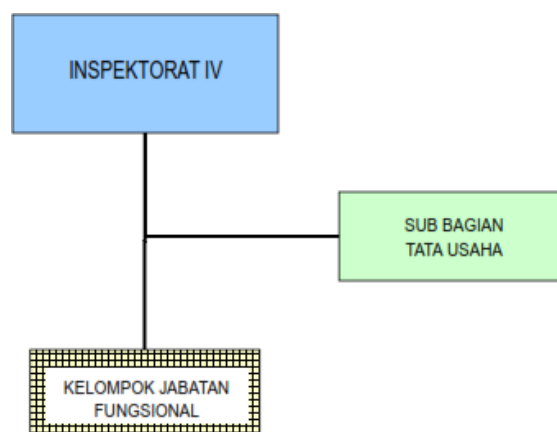 INSPEKTORAT IV
SUB BAGIAN
TATA USAHA
KELOMPOK JABATAN
FUNGSIONAL